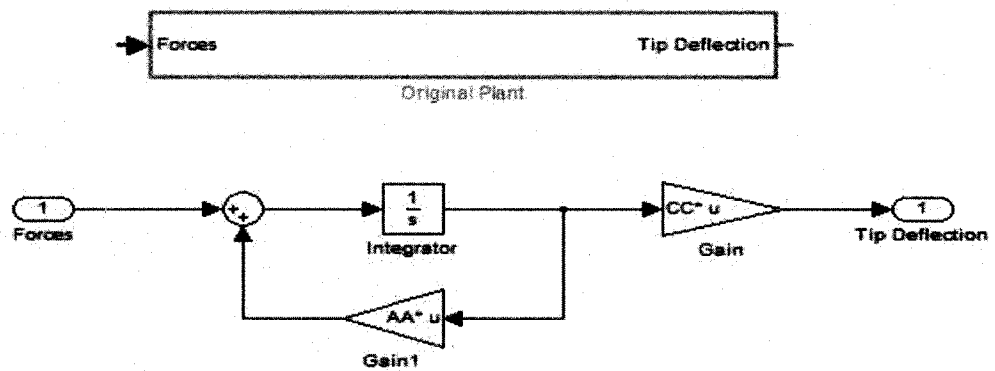 Forces Tip Deflection
Original Plant
1
Forces
+
+
1
s
Integrator
CC* u
Gain
1
Tip Deflection
AA* u
Gain1